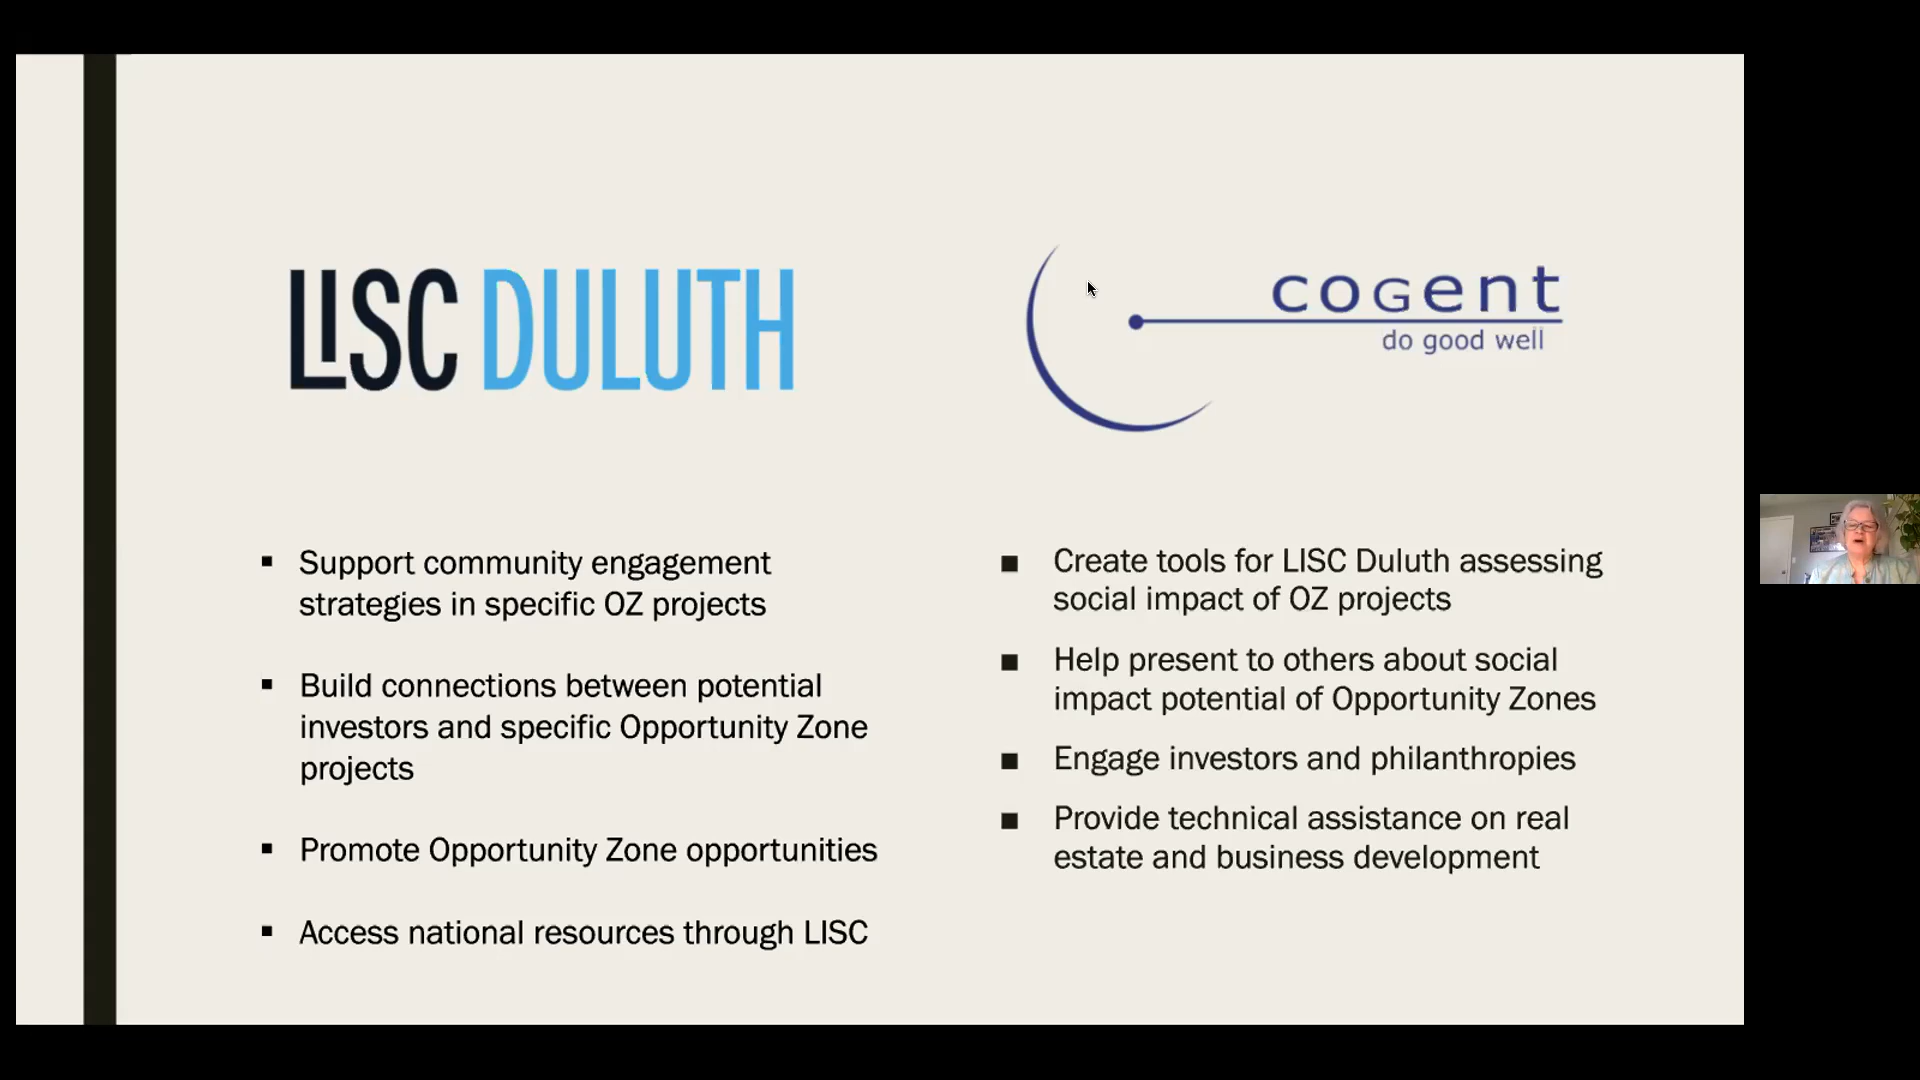 LISC DULUTH
Support community engagement
strategies in specific OZ projects
Build connections between potential
investors and specific Opportunity Zone
projects
Promote Opportunity Zone opportunities
Access national resources through LISC
cogent
do good well
Create tools for LISC Duluth assessing
social impact of OZ projects
Help present to others about social
impact potential of Opportunity Zones
Engage investors and philanthropies
Provide technical assistance on real
estate and business development